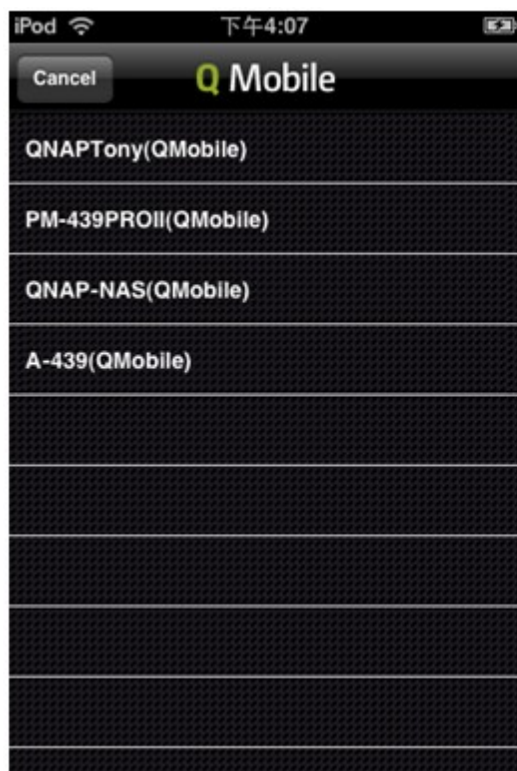 iPod 下午4:07
Cancel Q Mobile
QNAPTony(QMobile)
PM-439PROII(QMobile)
QNAP-NAS(QMobile)
A-439(QMobile)